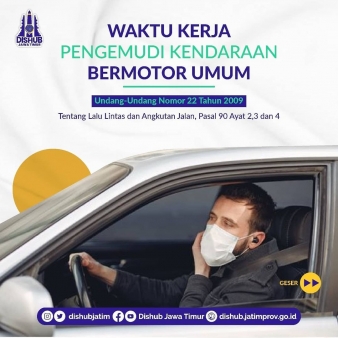 DISHUB
JAWA TIMUR
WAKTU KERJA
PENGEMUDI KENDARAAN
BERMOTOR UMUM
Undang-Undang Nomor 22 Tahun 2009
Tentang Lalu Lintas dan Angkutan Jalan, Pasal 90 Ayat 2,3 dan 4
GESER
dishubjatim Dishub Jawa Timur dishub.jatimprov.go.id